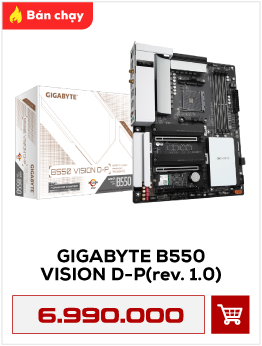 Bán chạy
GIGABYTE
B550 VISION D-P
B550
GIGABYTE B550
VISION D-P(rev. 1.0)
6.990.000